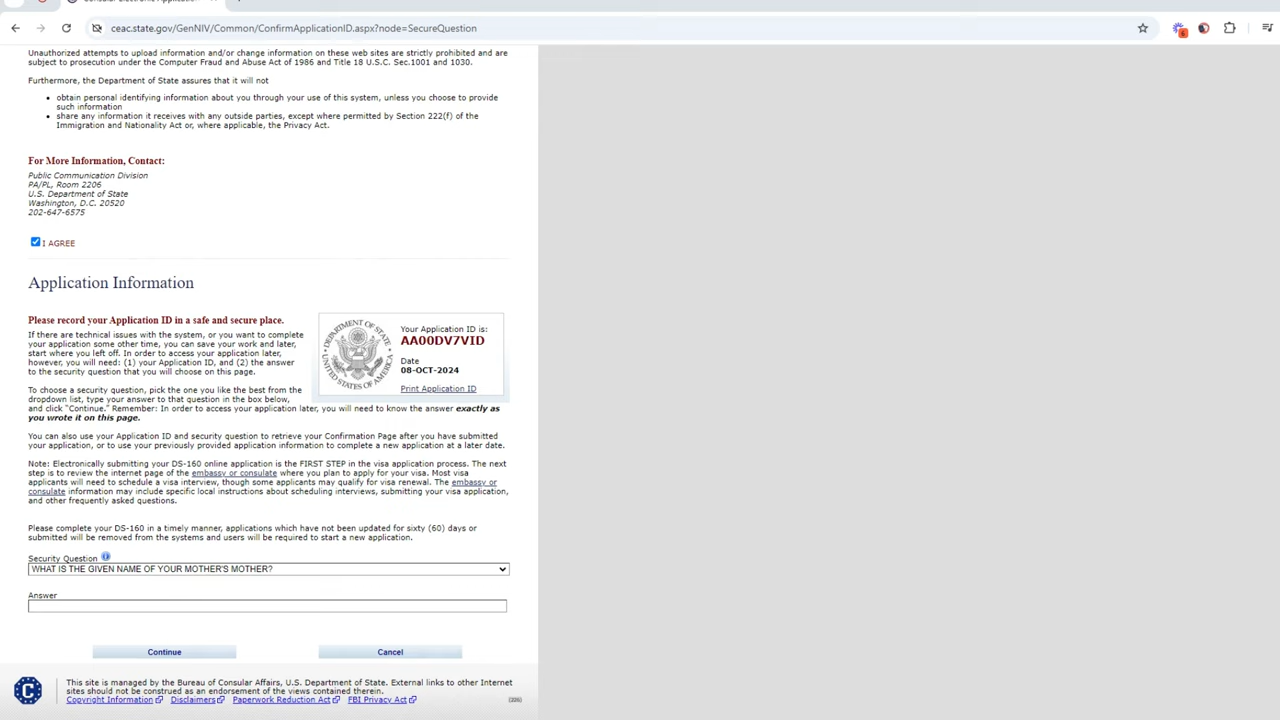 ceac.state.gov/GenNIV/Common/ConfirmApplicationID.aspx?node=SecureQuestion
Unauthorized attempts to upload information and/or change information on these web sites are strictly prohibited and are
subject to prosecution under the Computer Fraud and Abuse Act of 1986 and Title 18 U.S.C. Sec.1001 and 1030.
Furthermore, the Department of State assures that it will not
• obtain personal identifying information about you through your use of this system, unless you choose to provide
such information
• share any information it receives with any outside parties, except where permitted by Section 222(f) of the
Immigration and Nationality Act or, where applicable, the Privacy Act.
For More Information, Contact:
Public Communication Division
PA/PL, Room 2206
U.S. Department of State
Washington, D.C. 20520
202-647-6575
I AGREE
Application Information
Please record your Application ID in a safe and secure place.
If there are technical issues with the system, or you want to complete
your application some other time, you can save your work and later,
start where you left off. In order to access your application later,
however, you will need: (1) your Application ID, and (2) the answer
to the security question that you will choose on this page.
DEPARTMENT OF STATE
UNITED STATES OF AMERICA
Your Application ID is:
AA00DV7VID
Date
08-OCT-2024
Print Application ID
To choose a security question, pick the one you like the best from the
dropdown list, type your answer to that question in the box below,
and click "Continue." Remember: In order to access your application later, you will need to know the answer exactly as
you wrote it on this page.
You can also use your Application ID and security question to retrieve your Confirmation Page after you have submitted
your application, or to use your previously provided application information to complete a new application at a later date.
Note: Electronically submitting your DS-160 online application is the FIRST STEP in the visa application process. The next
step is to review the internet page of the embassy or consulate where you plan to apply for your visa. Most visa
applicants will need to schedule a visa interview, though some applicants may qualify for visa renewal. The embassy or
consulate information may include specific local instructions about scheduling interviews, submitting your visa application,
and other frequently asked questions.
Please complete your DS-160 in a timely manner, applications which have not been updated for sixty (60) days or
submitted will be removed from the systems and users will be required to start a new application.
Security Question
WHAT IS THE GIVEN NAME OF YOUR MOTHER'S MOTHER?
Answer
Continue Cancel
This site is managed by the Bureau of Consular Affairs, U.S. Department of State. External links to other Internet
sites should not be construed as an endorsement of the views contained therein.
Copyright Information Disclaimers Paperwork Reduction Act FBI Privacy Act